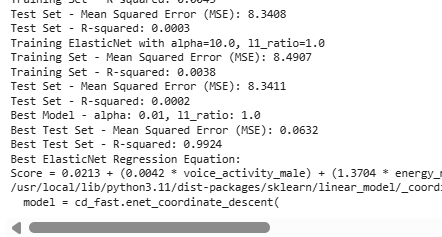 Training Set - R-squared: 0.0045
Test Set - Mean Squared Error (MSE): 8.3408
Test Set - R-squared: 0.0003
Training ElasticNet with alpha=10.0, l1_ratio=1.0
Training Set - Mean Squared Error (MSE): 8.4907
Training Set - R-squared: 0.0038
Test Set - Mean Squared Error (MSE): 8.3411
Test Set - R-squared: 0.0002
Best Model - alpha: 0.01, l1_ratio: 1.0
Best Test Set - Mean Squared Error (MSE): 0.0632
Best Test Set - R-squared: 0.9924
Best ElasticNet Regression Equation:
Score = 0.0213 + (0.0042 * voice_activity_male) + (1.3704 * energy_
/usr/local/lib/python3.11/dist-packages/sklearn/linear_model/_coord
model = cd_fast.enet_coordinate_descent(